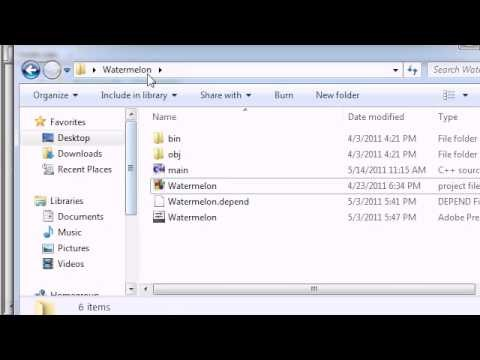 Watermelon
Search Wate
Organize Include in library Share with Burn New folder
Favorites
Desktop
Downloads
Recent Places
Libraries
Documents
Music
Pictures
Videos
Name Date modified Type
bin 4/3/2011 4:21 PM File folder
obj 4/3/2011 4:21 PM File folder
main 5/14/2011 11:15 AM C++ sourc
Watermelon 4/23/2011 6:34 PM project file
Watermelon.depend 5/3/2011 5:47 PM DEPEND Fi
Watermelon 5/3/2011 5:47 PM Adobe Pre
6 items